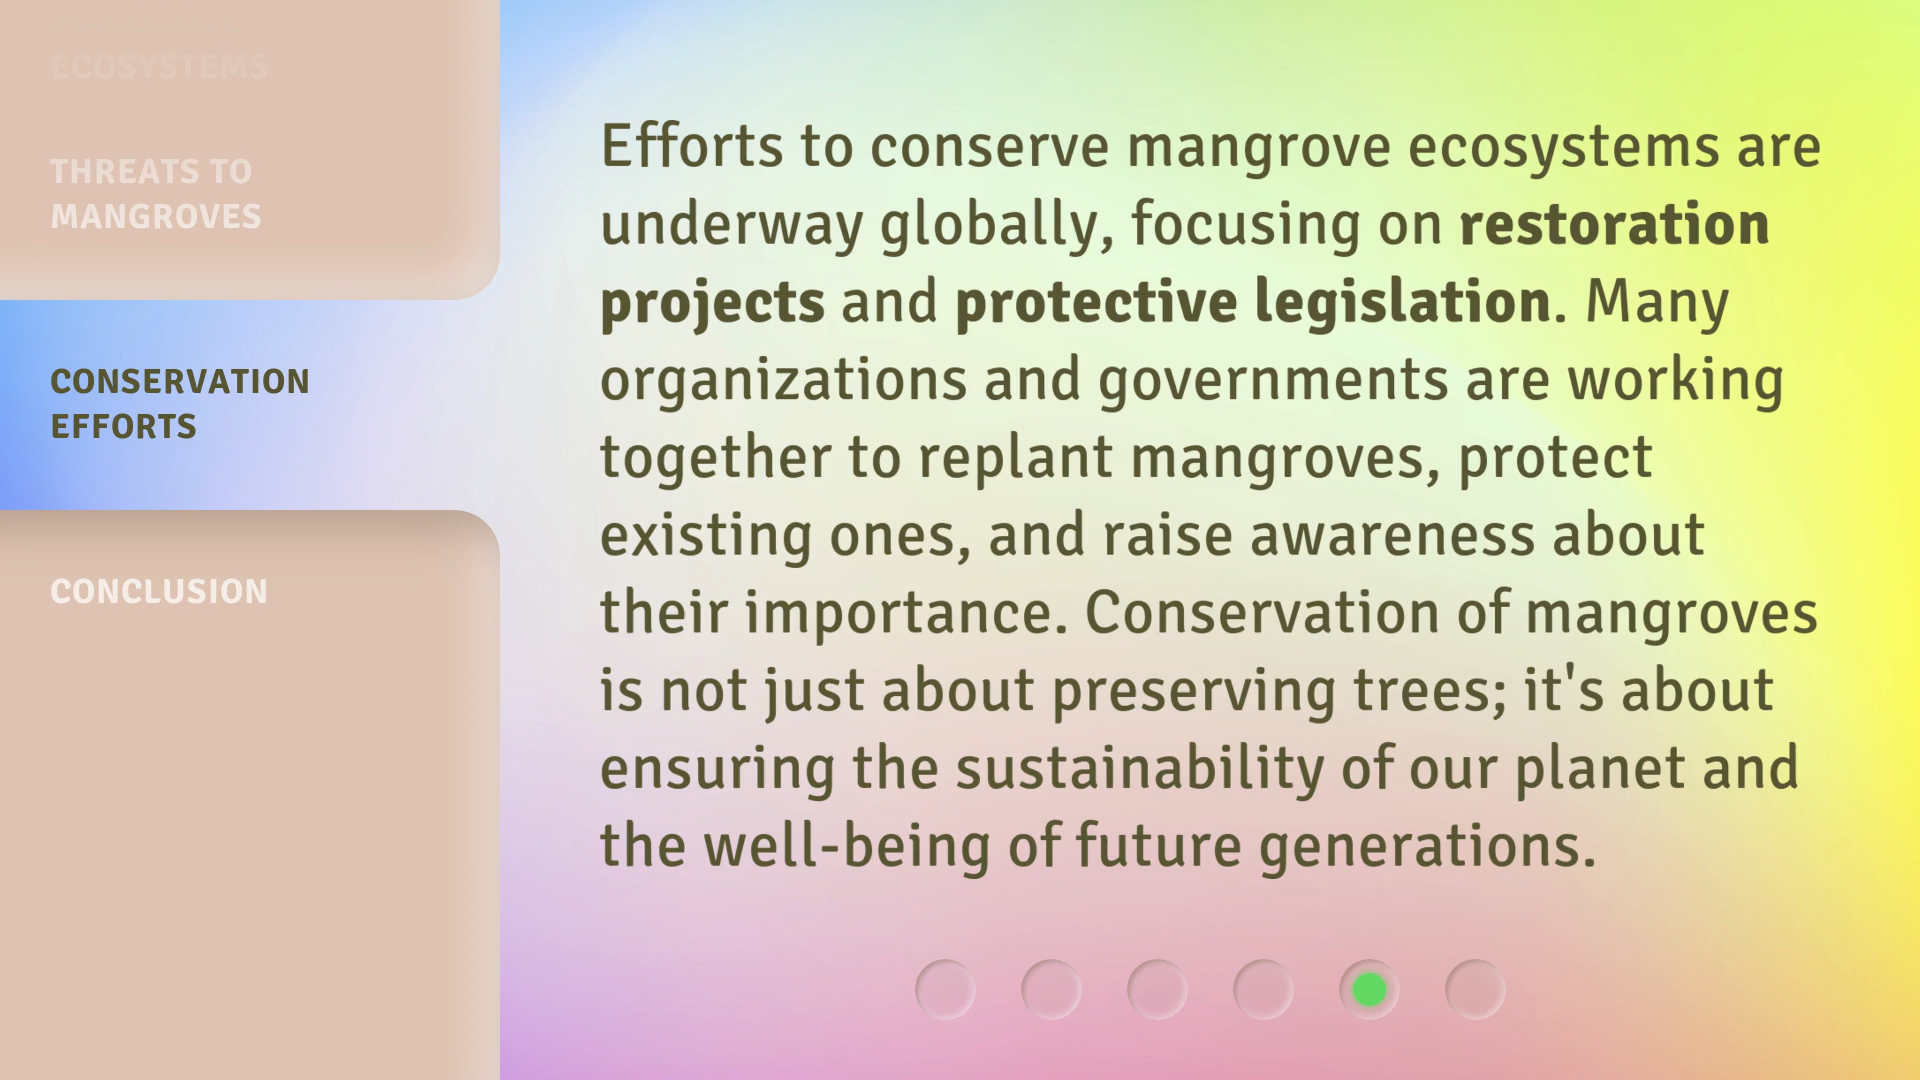 ECOSYSTEMS
THREATS TO
MANGROVES
CONSERVATION
EFFORTS
CONCLUSION
Efforts to conserve mangrove ecosystems are
underway globally, focusing on restoration
projects and protective legislation. Many
organizations and governments are working
together to replant mangroves, protect
existing ones, and raise awareness about
their importance. Conservation of mangroves
is not just about preserving trees; it's about
ensuring the sustainability of our planet and
the well-being of future generations.